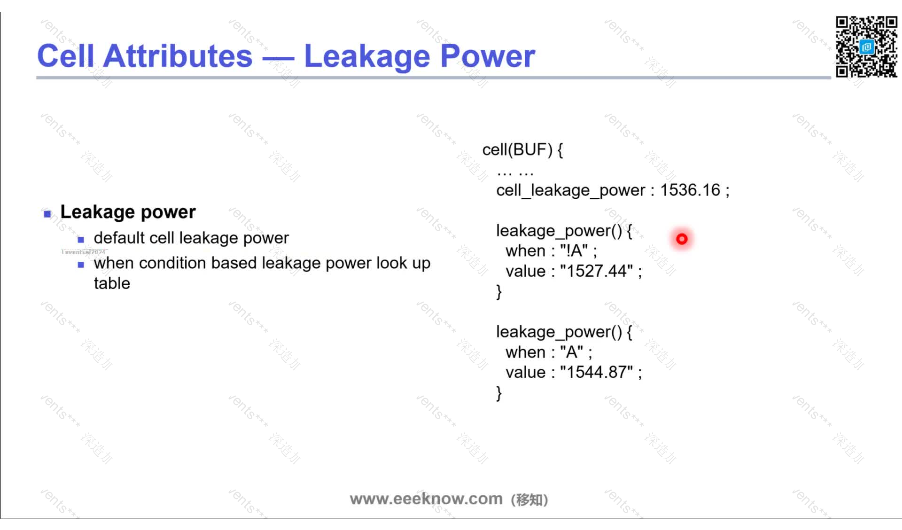 Cell Attributes — Leakage Power
Leakage power
default cell leakage power
when condition based leakage power look up
table
cell(BUF) {
… …
cell_leakage_power : 1536.16 ;
leakage_power() {
when : "!A" ;
value : "1527.44" ;
}
leakage_power() {
when : "A" ;
value : "1544.87" ;
}
www.eeeknow.com (移知)